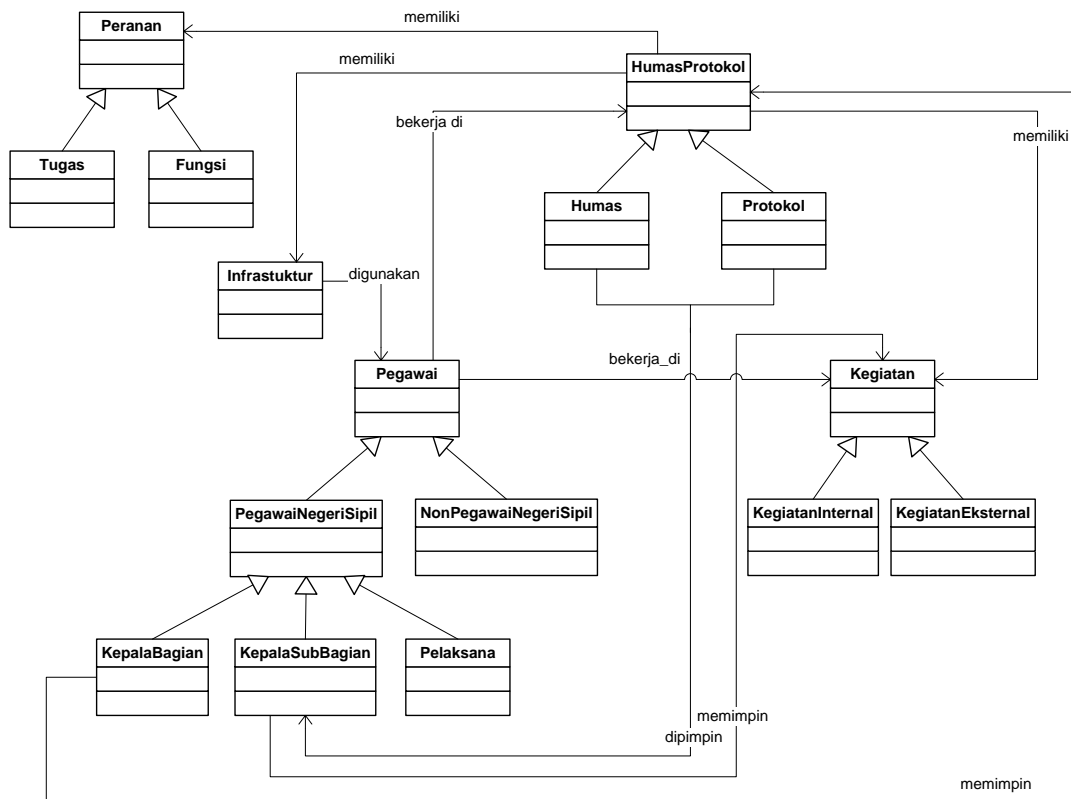 memiliki
Peranan
memiliki
HumasProtokol
bekerja di
memiliki
Tugas
Fungsi
Humas
Protokol
Infrastuktur
digunakan
bekerja_di
Pegawai
Kegiatan
PegawaiNegeriSipil
NonPegawaiNegeriSipil
KegiatanInternal
KegiatanEksternal
KepalaBagian
KepalaSubBagian
Pelaksana
memimpin
dipimpin
memimpin